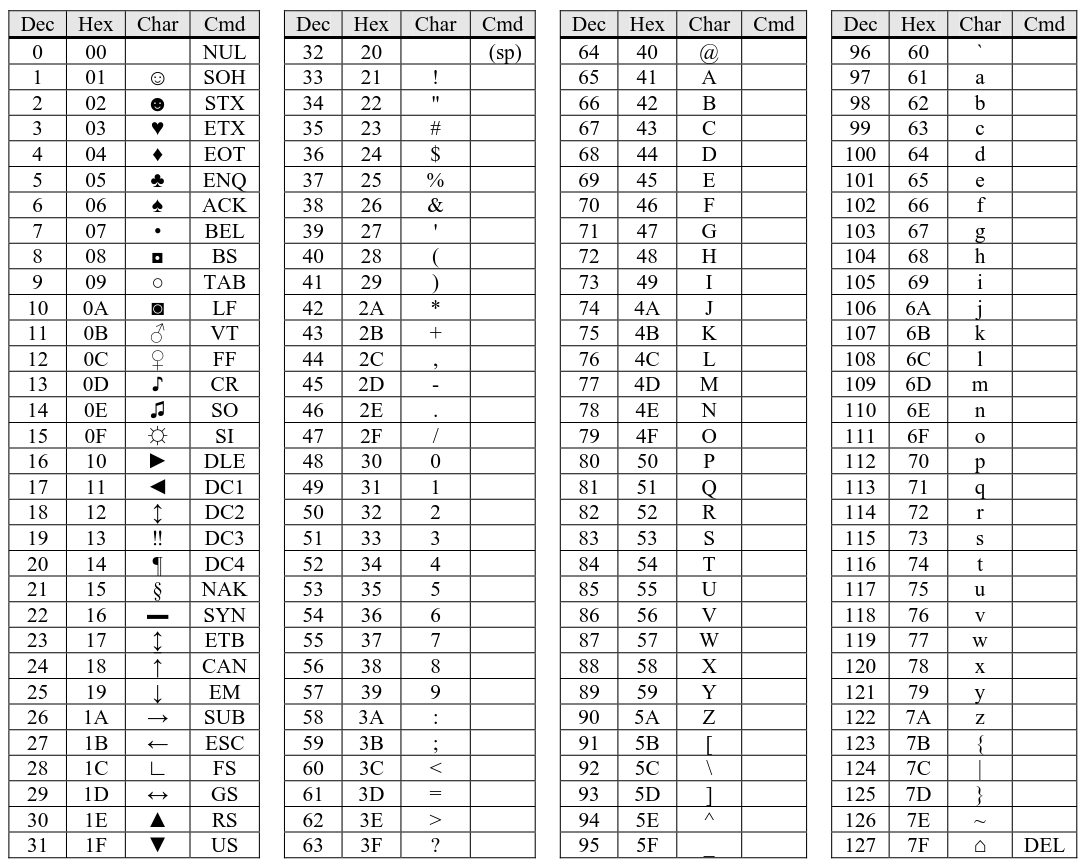 Dec Hex Char Cmd Dec Hex Char Cmd Dec Hex Char Cmd Dec Hex Char Cmd
0 00 NUL 32 20 (sp) 64 40 @ 96 60 `
1 01 ☺ SOH 33 21 ! 65 41 A 97 61 a
2 02 ☻ STX 34 22 " 66 42 B 98 62 b
3 03 ♥ ETX 35 23 # 67 43 C 99 63 c
4 04 ♦ EOT 36 24 $ 68 44 D 100 64 d
5 05 ♣ ENQ 37 25 % 69 45 E 101 65 e
6 06 ♠ ACK 38 26 & 70 46 F 102 66 f
7 07 • BEL 39 27 ' 71 47 G 103 67 g
8 08 ◘ BS 40 28 ( 72 48 H 104 68 h
9 09 ○ TAB 41 29 ) 73 49 I 105 69 i
10 0A ◙ LF 42 2A * 74 4A J 106 6A j
11 0B ♂ VT 43 2B + 75 4B K 107 6B k
12 0C ♀ FF 44 2C , 76 4C L 108 6C l
13 0D ♪ CR 45 2D - 77 4D M 109 6D m
14 0E ♫ SO 46 2E . 78 4E N 110 6E n
15 0F ☼ SI 47 2F / 79 4F O 111 6F o
16 10 ► DLE 48 30 0 80 50 P 112 70 p
17 11 ◄ DC1 49 31 1 81 51 Q 113 71 q
18 12 ↕ DC2 50 32 2 82 52 R 114 72 r
19 13 ‼ DC3 51 33 3 83 53 S 115 73 s
20 14 ¶ DC4 52 34 4 84 54 T 116 74 t
21 15 § NAK 53 35 5 85 55 U 117 75 u
22 16 ▬ SYN 54 36 6 86 56 V 118 76 v
23 17 ↨ ETB 55 37 7 87 57 W 119 77 w
24 18 ↑ CAN 56 38 8 88 58 X 120 78 x
25 19 ↓ EM 57 39 9 89 59 Y 121 79 y
26 1A → SUB 58 3A : 90 5A Z 122 7A z
27 1B ← ESC 59 3B ; 91 5B [ 123 7B {
28 1C ∟ FS 60 3C < 92 5C \ 124 7C |
29 1D ↔ GS 61 3D = 93 5D ] 125 7D }
30 1E ▲ RS 62 3E > 94 5E ^ 126 7E ~
31 1F ▼ US 63 3F ? 95 5F _ 127 7F ⌂ DEL